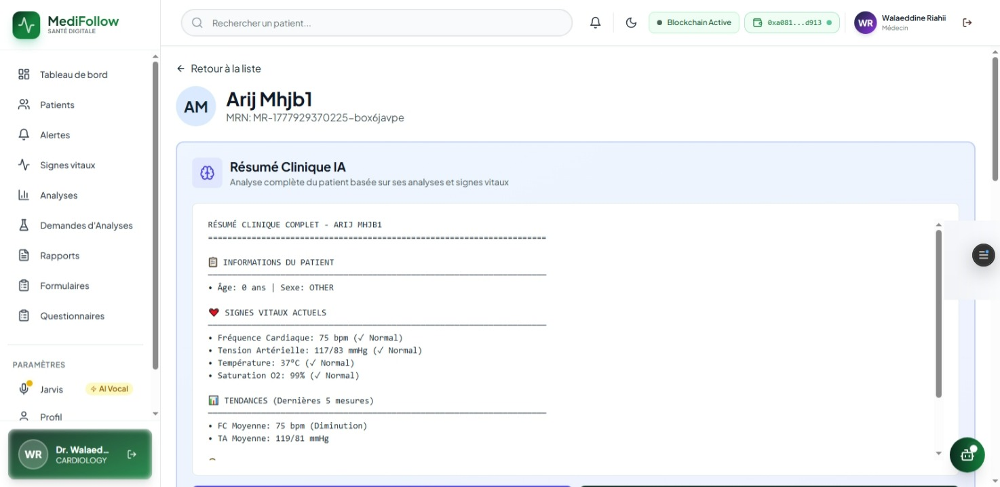 MediFollow
SANTÉ DIGITALE
Rechercher un patient...
Blockchain Active
0xa081...d913
WR
Walaeddine Riahii
Médecin
Tableau de bord
Patients
Alertes
Signes vitaux
Analyses
Demandes d'Analyses
Rapports
Formulaires
Questionnaires
PARAMÈTRES
Jarvis
AI Vocal
Profil
WR
Dr. Walaed...
CARDIOLOGY
← Retour à la liste
AM
Arij Mhjb1
MRN: MR-1777929370225-box6javpe
Résumé Clinique IA
Analyse complète du patient basée sur ses analyses et signes vitaux
RÉSUMÉ CLINIQUE COMPLET - ARIJ MHJB1
======================================================================
📋 INFORMATIONS DU PATIENT
──────────────────────────────────────────────────────────────────────
• Âge: 0 ans | Sexe: OTHER
❤️ SIGNES VITAUX ACTUELS
──────────────────────────────────────────────────────────────────────
• Fréquence Cardiaque: 75 bpm (✓ Normal)
• Tension Artérielle: 117/83 mmHg (✓ Normal)
• Température: 37°C (✓ Normal)
• Saturation O2: 99% (✓ Normal)
📊 TENDANCES (Dernières 5 mesures)
──────────────────────────────────────────────────────────────────────
• FC Moyenne: 75 bpm (Diminution)
• TA Moyenne: 119/81 mmHg